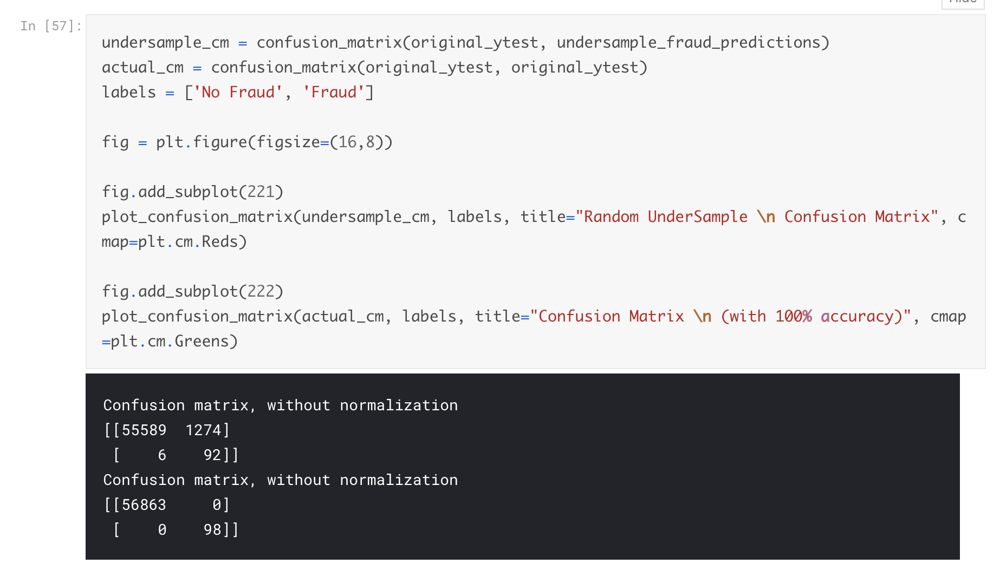 Hide
In [57]:
undersample_cm = confusion_matrix(original_ytest, undersample_fraud_predictions)
actual_cm = confusion_matrix(original_ytest, original_ytest)
labels = ['No Fraud', 'Fraud']
fig = plt.figure(figsize=(16,8))
fig.add_subplot(221)
plot_confusion_matrix(undersample_cm, labels, title="Random UnderSample \n Confusion Matrix", c
map=plt.cm.Reds)
fig.add_subplot(222)
plot_confusion_matrix(actual_cm, labels, title="Confusion Matrix \n (with 100% accuracy)", cmap
=plt.cm.Greens)
Confusion matrix, without normalization
[[55589  1274]
 [    6    92]]
Confusion matrix, without normalization
[[56863     0]
 [    0    98]]